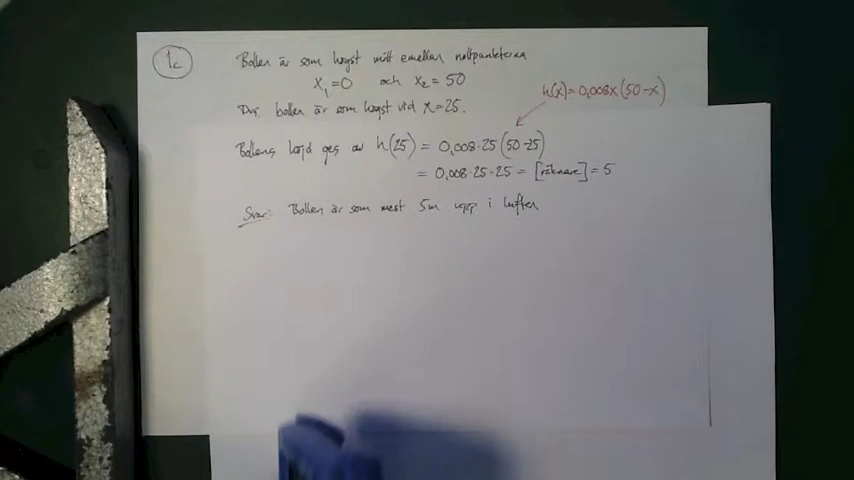 1c
Bollen är som högst mitt emellan nollpunkterna
x₁=0 och x₂=50
Dvs bollen är som högst vid x=25.
h(x)=0,008x(50-x)
Bollens höjd ges av h(25) = 0,008·25(50-25)
= 0,008·25·25 = [räknare] = 5
Svar: Bollen är som mest 5m upp i luften